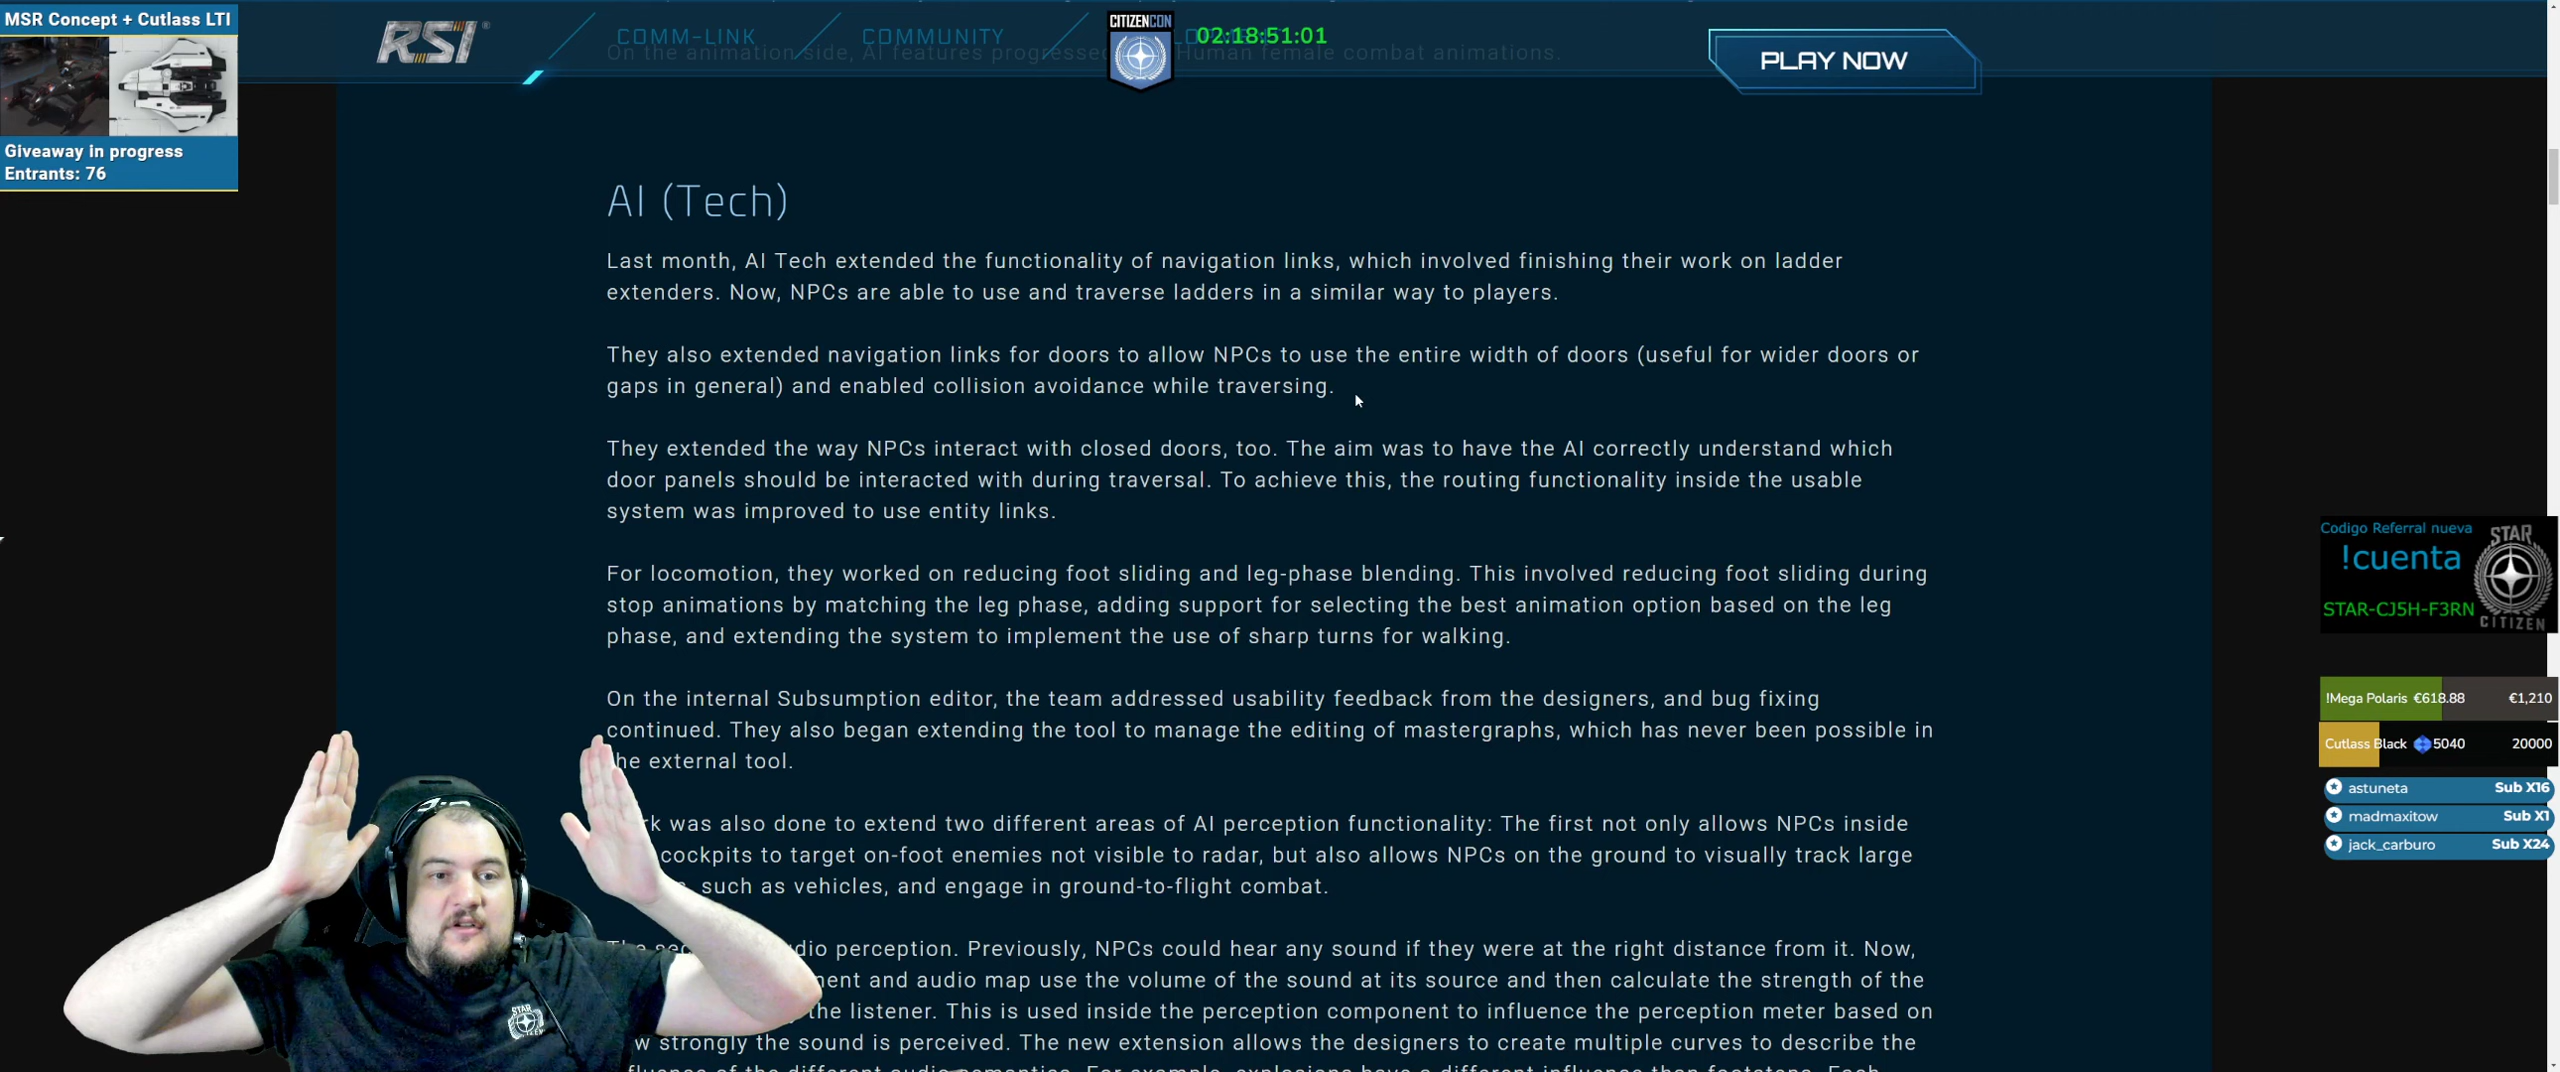 MSR Concept + Cutlass LTI
Giveaway in progress
Entrants: 76
RSI
COMM-LINK
COMMUNITY
CITIZENCON
02:18:51:01
PLAY NOW
On the animation side, AI features progressed Human female combat animations.
AI (Tech)
Last month, AI Tech extended the functionality of navigation links, which involved finishing their work on ladder
extenders. Now, NPCs are able to use and traverse ladders in a similar way to players.
They also extended navigation links for doors to allow NPCs to use the entire width of doors (useful for wider doors or
gaps in general) and enabled collision avoidance while traversing.
They extended the way NPCs interact with closed doors, too. The aim was to have the AI correctly understand which
door panels should be interacted with during traversal. To achieve this, the routing functionality inside the usable
system was improved to use entity links.
For locomotion, they worked on reducing foot sliding and leg-phase blending. This involved reducing foot sliding during
stop animations by matching the leg phase, adding support for selecting the best animation option based on the leg
phase, and extending the system to implement the use of sharp turns for walking.
On the internal Subsumption editor, the team addressed usability feedback from the designers, and bug fixing
continued. They also began extending the tool to manage the editing of mastergraphs, which has never been possible in
the external tool.
was also done to extend two different areas of AI perception functionality: The first not only allows NPCs inside
cockpits to target on-foot enemies not visible to radar, but also allows NPCs on the ground to visually track large
such as vehicles, and engage in ground-to-flight combat.
perception. Previously, NPCs could hear any sound if they were at the right distance from it. Now,
and audio map use the volume of the sound at its source and then calculate the strength of the
the listener. This is used inside the perception component to influence the perception meter based on
strongly the sound is perceived. The new extension allows the designers to create multiple curves to describe the
STAR CITIZEN
Codigo Referral nueva
!cuenta
STAR-CJ5H-F3RN
STAR
CITIZEN
!Mega Polaris €618.88 €1,210
Cutlass Black 5040 20000
astuneta Sub X16
madmaxitow Sub X1
jack_carburo Sub X24